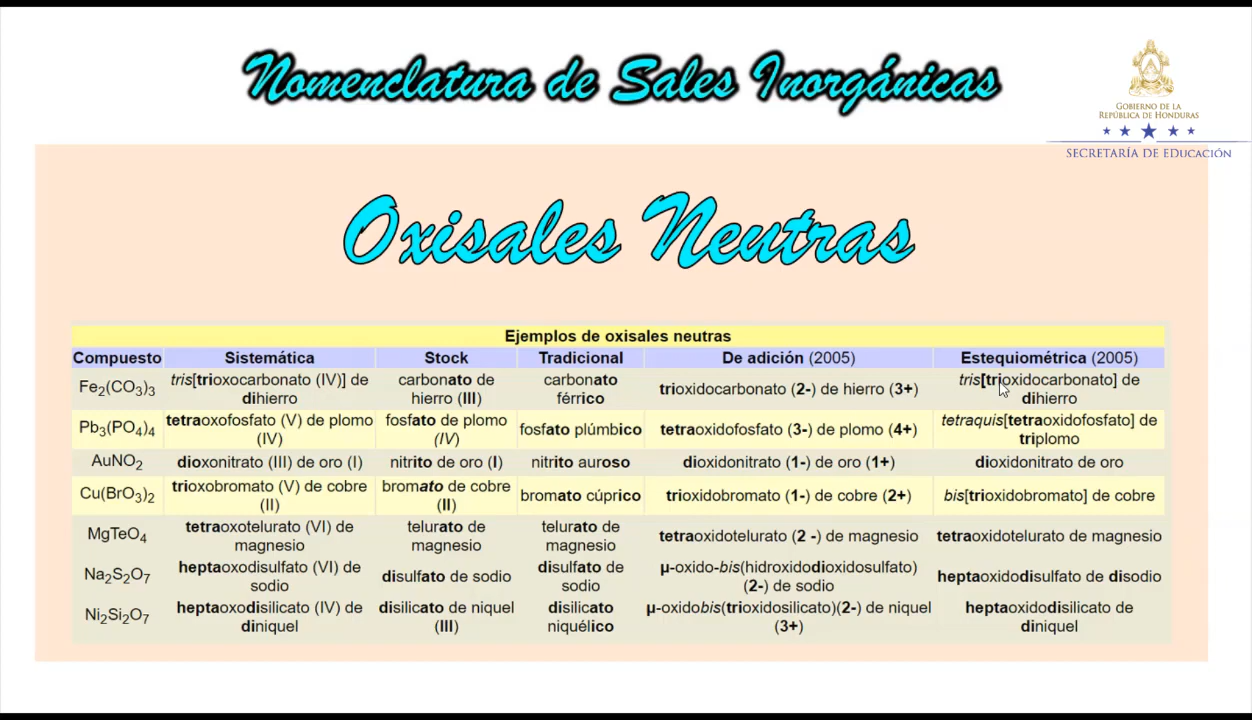 Nomenclatura de Sales Inorgánicas
GOBIERNO DE LA
REPÚBLICA DE HONDURAS
SECRETARÍA DE EDUCACIÓN
Oxisales Neutras
Ejemplos de oxisales neutras
Compuesto Sistemática Stock Tradicional De adición (2005) Estequiométrica (2005)
Fe₂(CO₃)₃ tris[trioxocarbonato (IV)] de dihierro carbonato de hierro (III) carbonato férrico trioxidocarbonato (2-) de hierro (3+) tris[trioxidocarbonato] de dihierro
Pb₃(PO₄)₄ tetraoxofosfato (V) de plomo (IV) fosfato de plomo (IV) fosfato plúmbico tetraoxidofosfato (3-) de plomo (4+) tetraquis[tetraoxidofosfato] de triplomo
AuNO₂ dioxonitrato (III) de oro (I) nitrito de oro (I) nitrito auroso dioxidonitrato (1-) de oro (1+) dioxidonitrato de oro
Cu(BrO₃)₂ trioxobromato (V) de cobre (II) bromato de cobre (II) bromato cúprico trioxidobromato (1-) de cobre (2+) bis[trioxidobromato] de cobre
MgTeO₄ tetraoxotelurato (VI) de magnesio telurato de magnesio telurato de magnesio tetraoxidotelurato (2 -) de magnesio tetraoxidotelurato de magnesio
Na₂S₂O₇ heptaoxodisulfato (VI) de sodio disulfato de sodio disulfato de sodio μ-oxido-bis(hidroxidodioxidosulfato) (2-) de sodio heptaoxidodisulfato de disodio
Ni₂Si₂O₇ heptaoxodisilicato (IV) de diniquel disilicato de niquel (III) disilicato niquélico μ-oxidobis(trioxidosilicato)(2-) de niquel (3+) heptaoxidodisilicato de diniquel